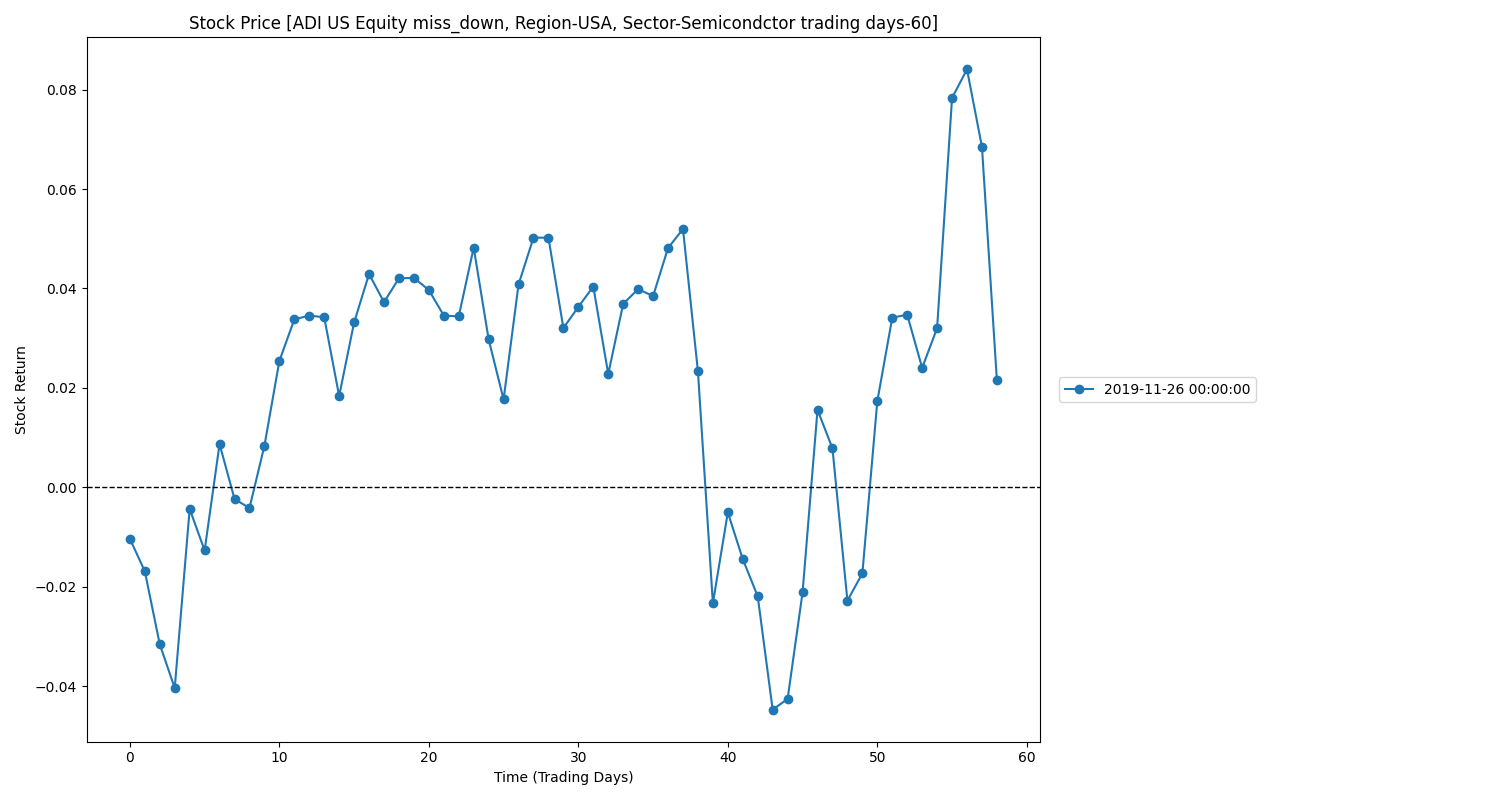 Stock Price [ADI US Equity miss_down, Region-USA, Sector-Semicondctor trading days-60]
Stock Return
0.08
0.06
0.04
0.02
0.00
−0.02
−0.04
0 10 20 30 40 50 60
Time (Trading Days)
2019-11-26 00:00:00